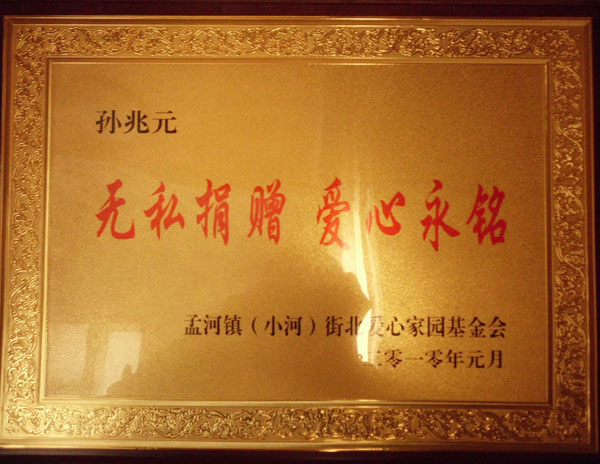 孙兆元
无私捐赠 爱心永铭
孟河镇（小河）街北爱心家园基金会
二零一零年元月